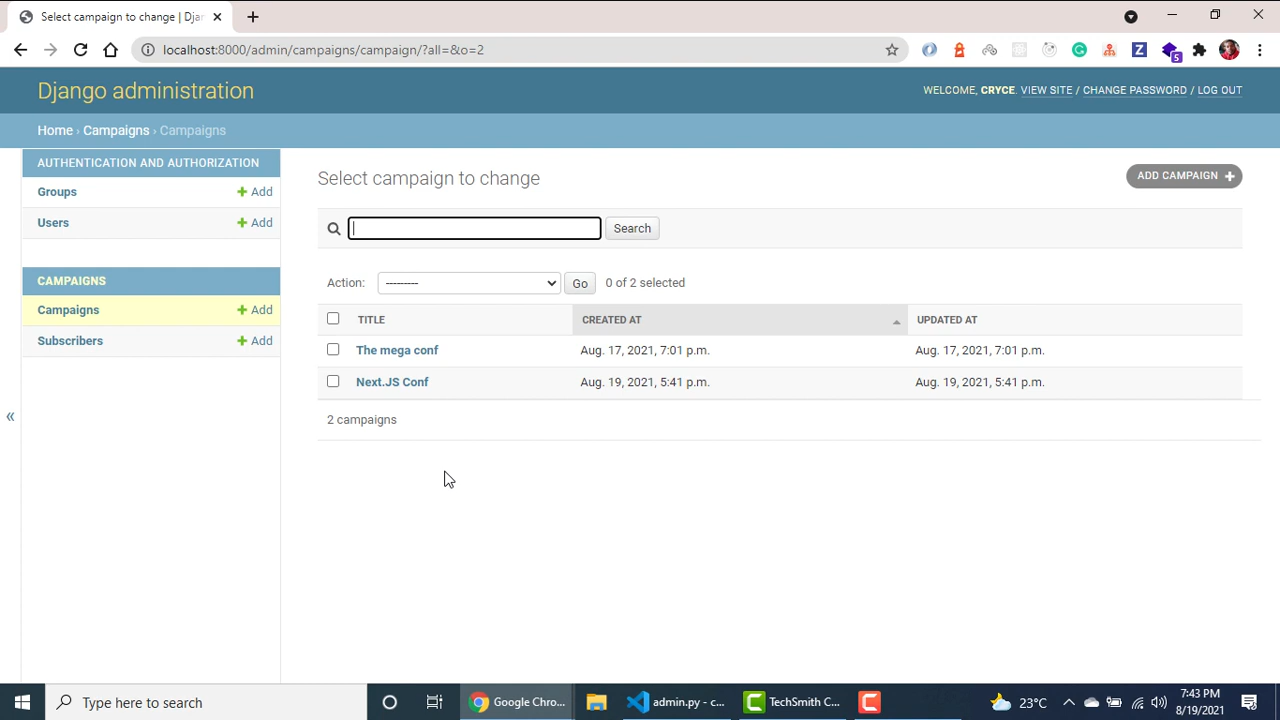 Select campaign to change | Djar
localhost:8000/admin/campaigns/campaign/?all=&o=2
5
Django administration
WELCOME, CRYCE. VIEW SITE / CHANGE PASSWORD / LOG OUT
Home › Campaigns › Campaigns
AUTHENTICATION AND AUTHORIZATION
Groups
Add
Users
Add
CAMPAIGNS
Campaigns
Add
Subscribers
Add
«
Select campaign to change
ADD CAMPAIGN
Search
Action: --------- Go 0 of 2 selected
TITLE CREATED AT UPDATED AT
The mega conf Aug. 17, 2021, 7:01 p.m. Aug. 17, 2021, 7:01 p.m.
Next.JS Conf Aug. 19, 2021, 5:41 p.m. Aug. 19, 2021, 5:41 p.m.
2 campaigns
Type here to search
Google Chro...
admin.py - c...
TechSmith C...
23°C
7:43 PM
8/19/2021